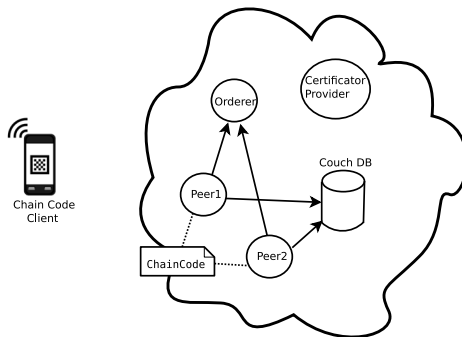 Certificator
Provider
Orderer
Couch DB
Peer1
Chain Code
Client
ChainCode
Peer2